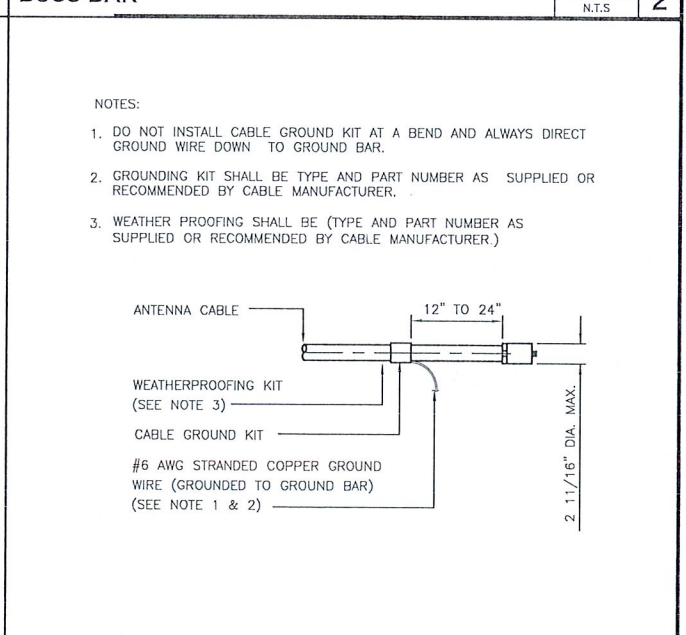 N.T.S 2
NOTES:
1. DO NOT INSTALL CABLE GROUND KIT AT A BEND AND ALWAYS DIRECT
GROUND WIRE DOWN TO GROUND BAR.
2. GROUNDING KIT SHALL BE TYPE AND PART NUMBER AS SUPPLIED OR
RECOMMENDED BY CABLE MANUFACTURER.
3. WEATHER PROOFING SHALL BE (TYPE AND PART NUMBER AS
SUPPLIED OR RECOMMENDED BY CABLE MANUFACTURER.)
ANTENNA CABLE
12" TO 24"
WEATHERPROOFING KIT
(SEE NOTE 3)
CABLE GROUND KIT
#6 AWG STRANDED COPPER GROUND
WIRE (GROUNDED TO GROUND BAR)
(SEE NOTE 1 & 2)
2 11/16" DIA. MAX.